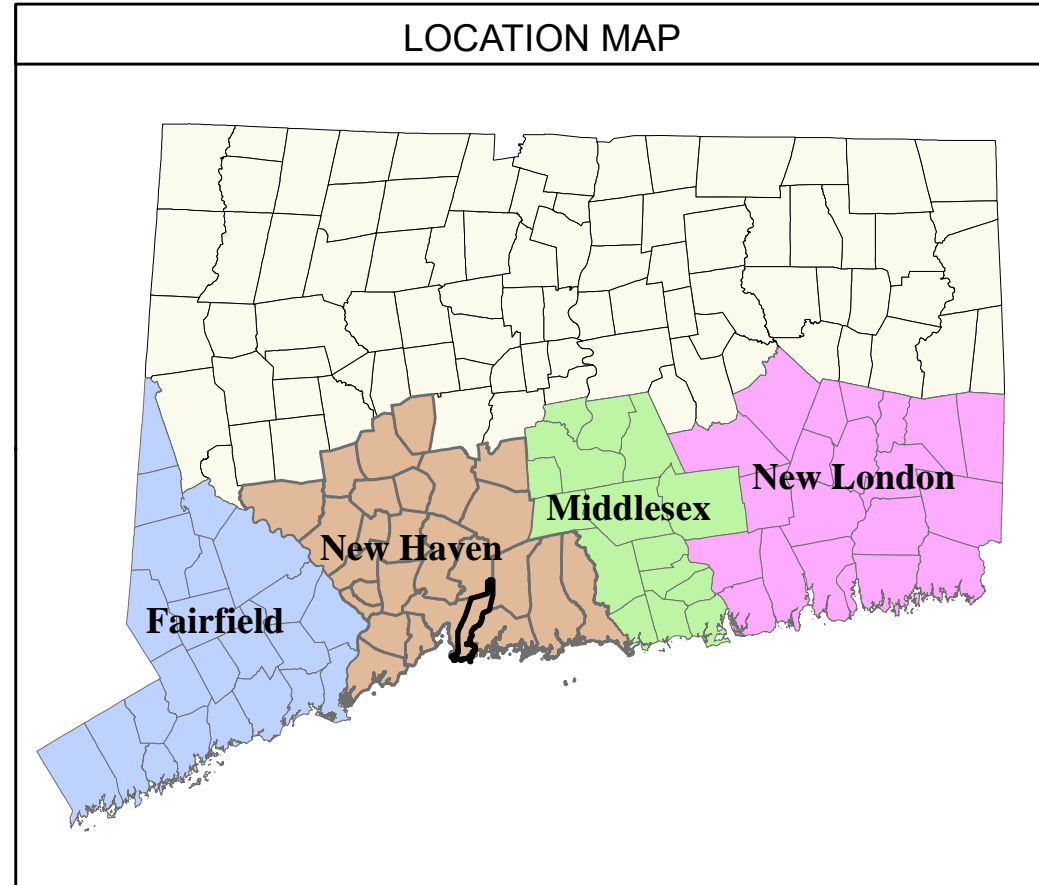 LOCATION MAP
New London
Middlesex
New Haven
Fairfield